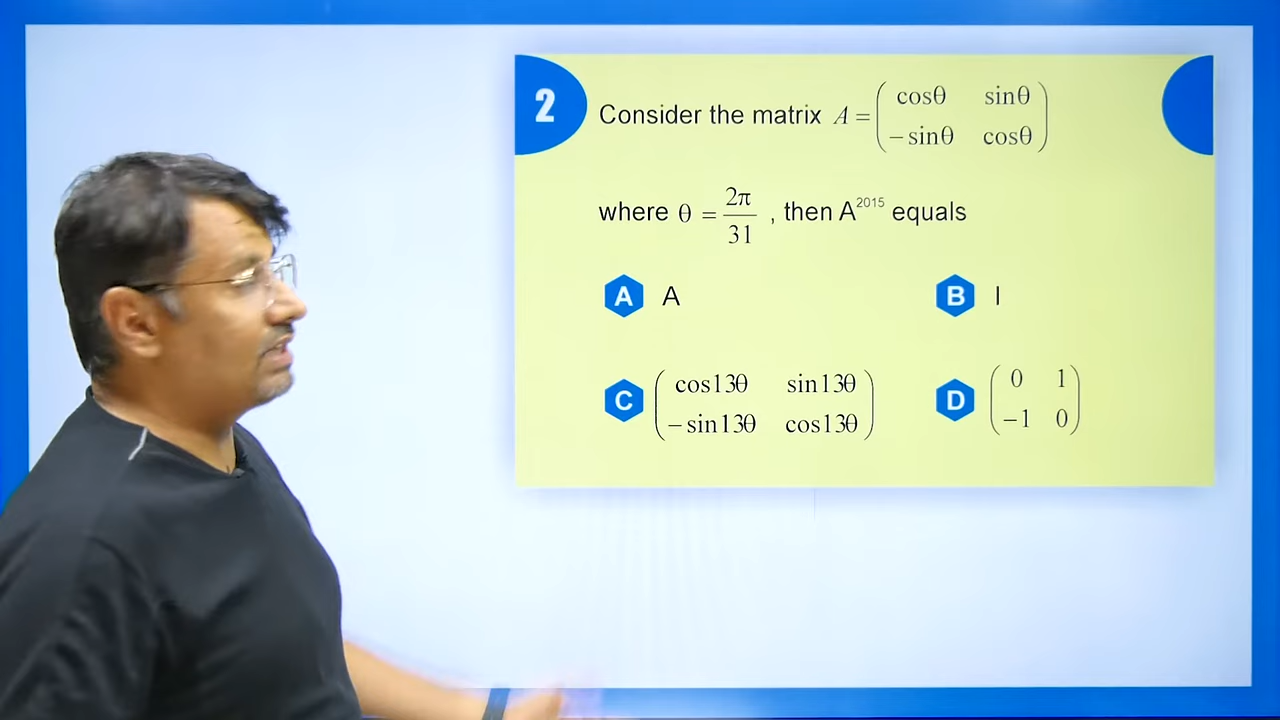 2
Consider the matrix A = ( cosθ sinθ
−sinθ cosθ )
where θ = 2π/31 , then A²⁰¹⁵ equals
A A
B I
C ( cos13θ sin13θ
−sin13θ cos13θ )
D ( 0 1
−1 0 )